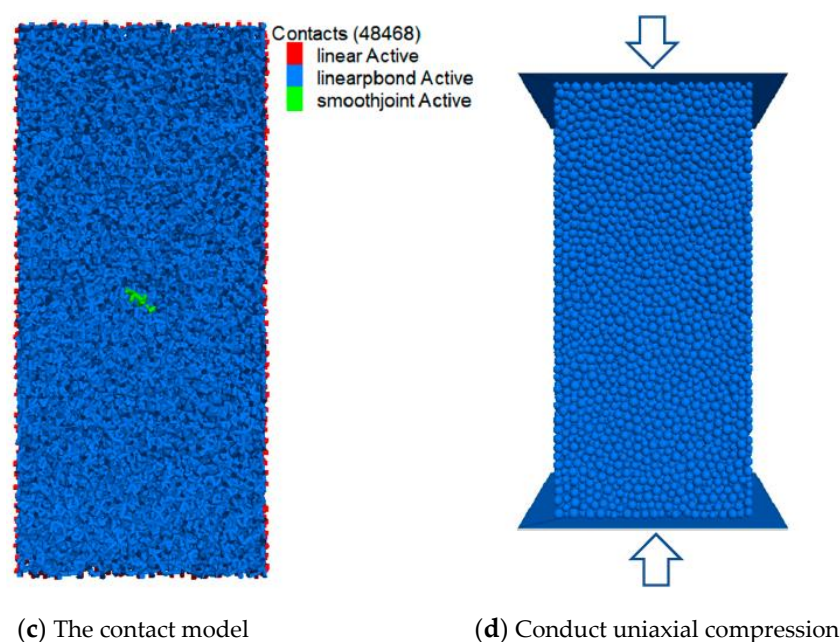 Contacts (48468)
linear Active
linearpbond Active
smoothjoint Active
(c) The contact model
(d) Conduct uniaxial compression